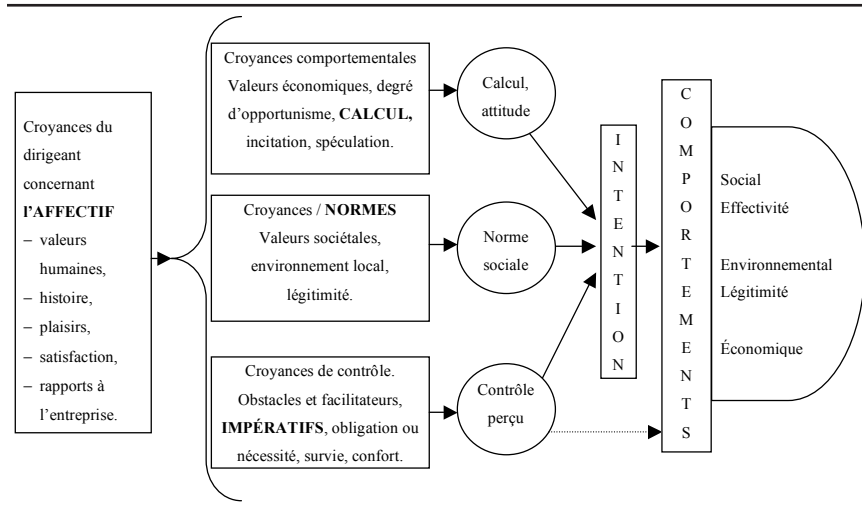 Croyances du
dirigeant
concernant
l’AFFECTIF
– valeurs
humaines,
– histoire,
– plaisirs,
– satisfaction,
– rapports à
l’entreprise.
Croyances comportementales
Valeurs économiques, degré
d’opportunisme, CALCUL,
incitation, spéculation.
Croyances / NORMES
Valeurs sociétales,
environnement local,
légitimité.
Croyances de contrôle.
Obstacles et facilitateurs,
IMPÉRATIFS, obligation ou
nécessité, survie, confort.
Calcul,
attitude
Norme
sociale
Contrôle
perçu
I
N
T
E
N
T
I
O
N
C
O
M
P
O
R
T
E
M
E
N
T
S
Social
Effectivité
Environnemental
Légitimité
Économique